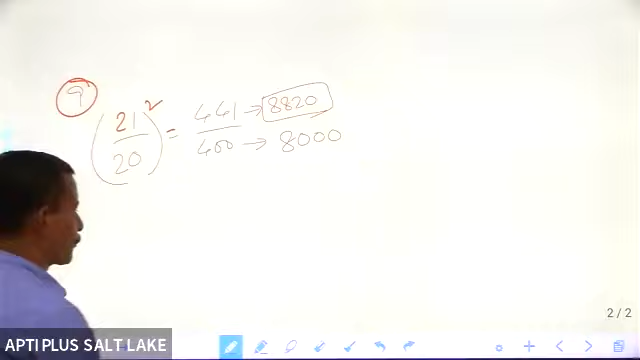 9
(21/20)² = 441/400 → 8820
→ 8000
2 / 2
APTI PLUS SALT LAKE